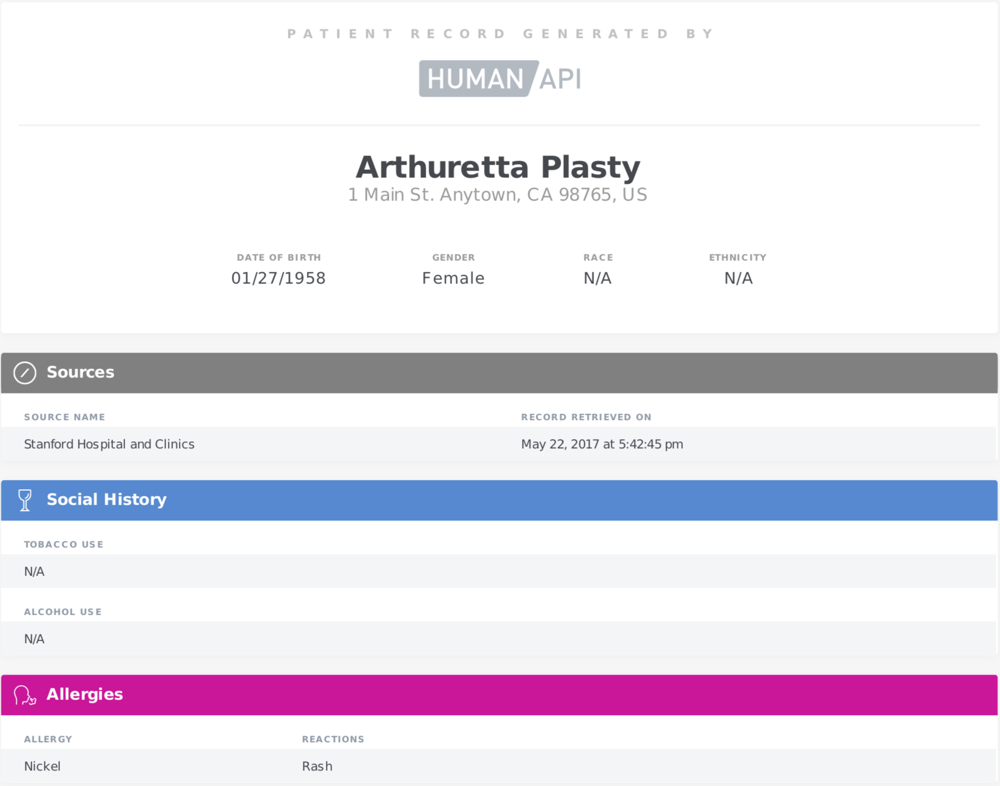 PATIENT RECORD GENERATED BY
HUMAN API
Arthuretta Plasty
1 Main St. Anytown, CA 98765, US
DATE OF BIRTH GENDER RACE ETHNICITY
01/27/1958 Female N/A N/A
Sources
SOURCE NAME RECORD RETRIEVED ON
Stanford Hospital and Clinics May 22, 2017 at 5:42:45 pm
Social History
TOBACCO USE
N/A
ALCOHOL USE
N/A
Allergies
ALLERGY REACTIONS
Nickel Rash